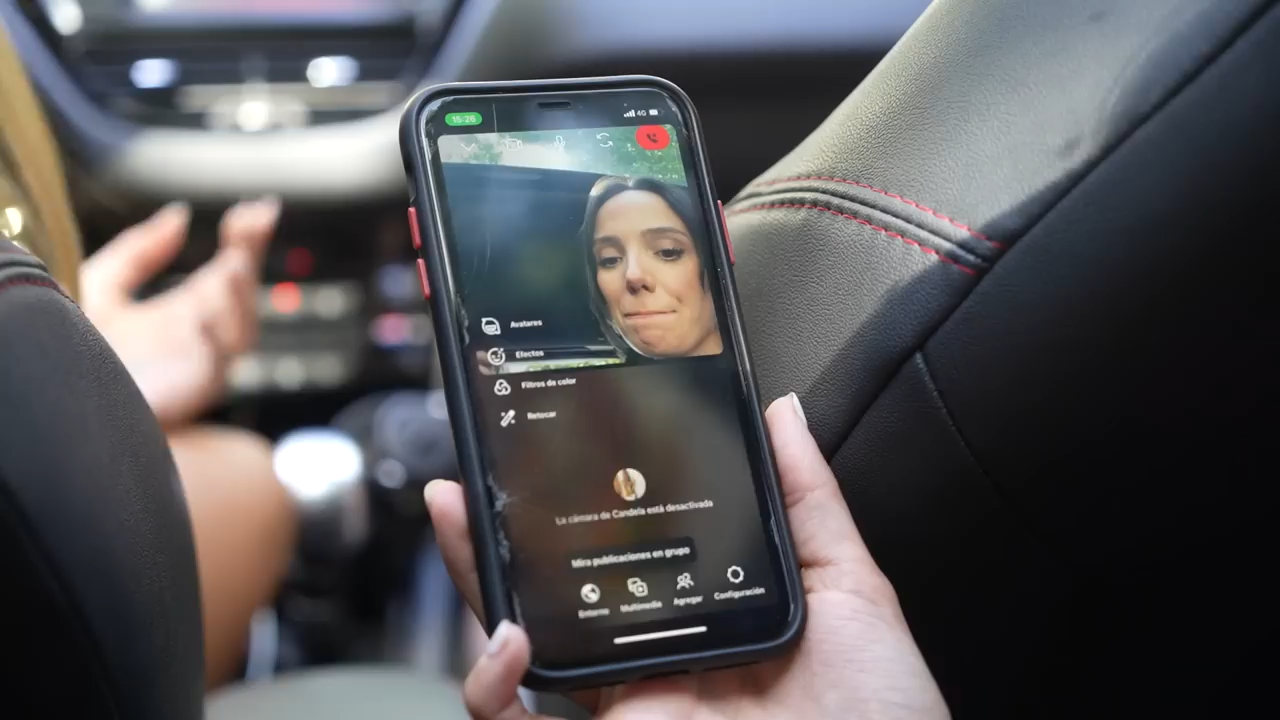 15:26
4G
Avatares
Efectos
Filtros de color
Retocar
La cámara de Candela está desactivada
Mira publicaciones en grupo
Entorno
Multimedia
Agregar
Configuración